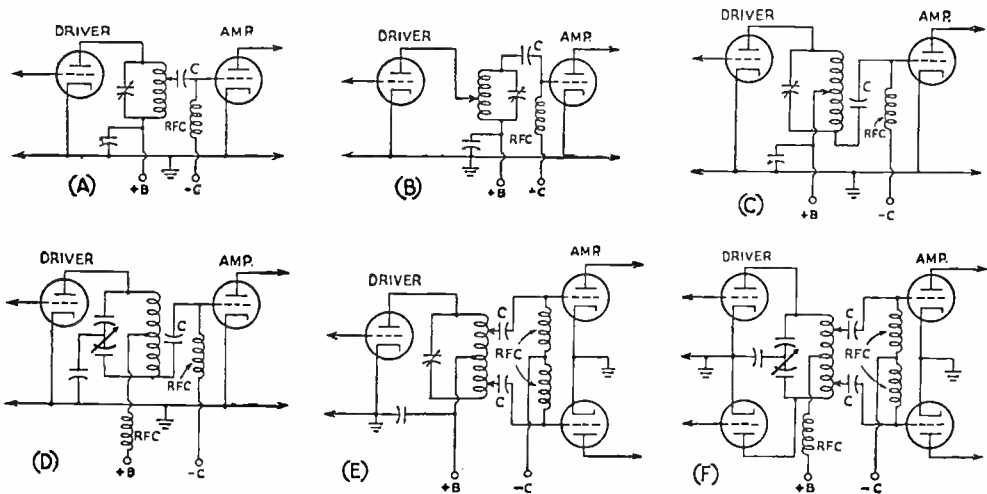 DRIVER
AMP.
C
RFC
+B
-C
(A)
DRIVER
AMP.
C
RFC
+B
+C
(B)
DRIVER
AMP.
C
RFC
+B
-C
(C)
DRIVER
AMP.
C
RFC
+B
-C
(D)
DRIVER
AMP.
C
RFC
C
+B
-C
(E)
DRIVER
AMP.
C
RFC
C
RFC
+B
-C
(F)